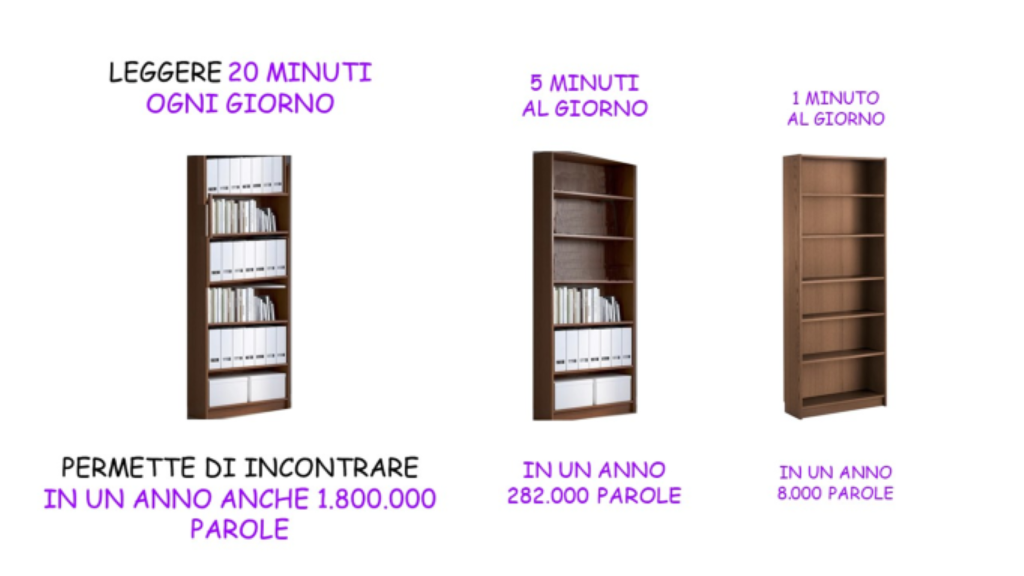 LEGGERE 20 MINUTI
OGNI GIORNO
PERMETTE DI INCONTRARE
IN UN ANNO ANCHE 1.800.000
PAROLE
5 MINUTI
AL GIORNO
IN UN ANNO
282.000 PAROLE
1 MINUTO
AL GIORNO
IN UN ANNO
8.000 PAROLE